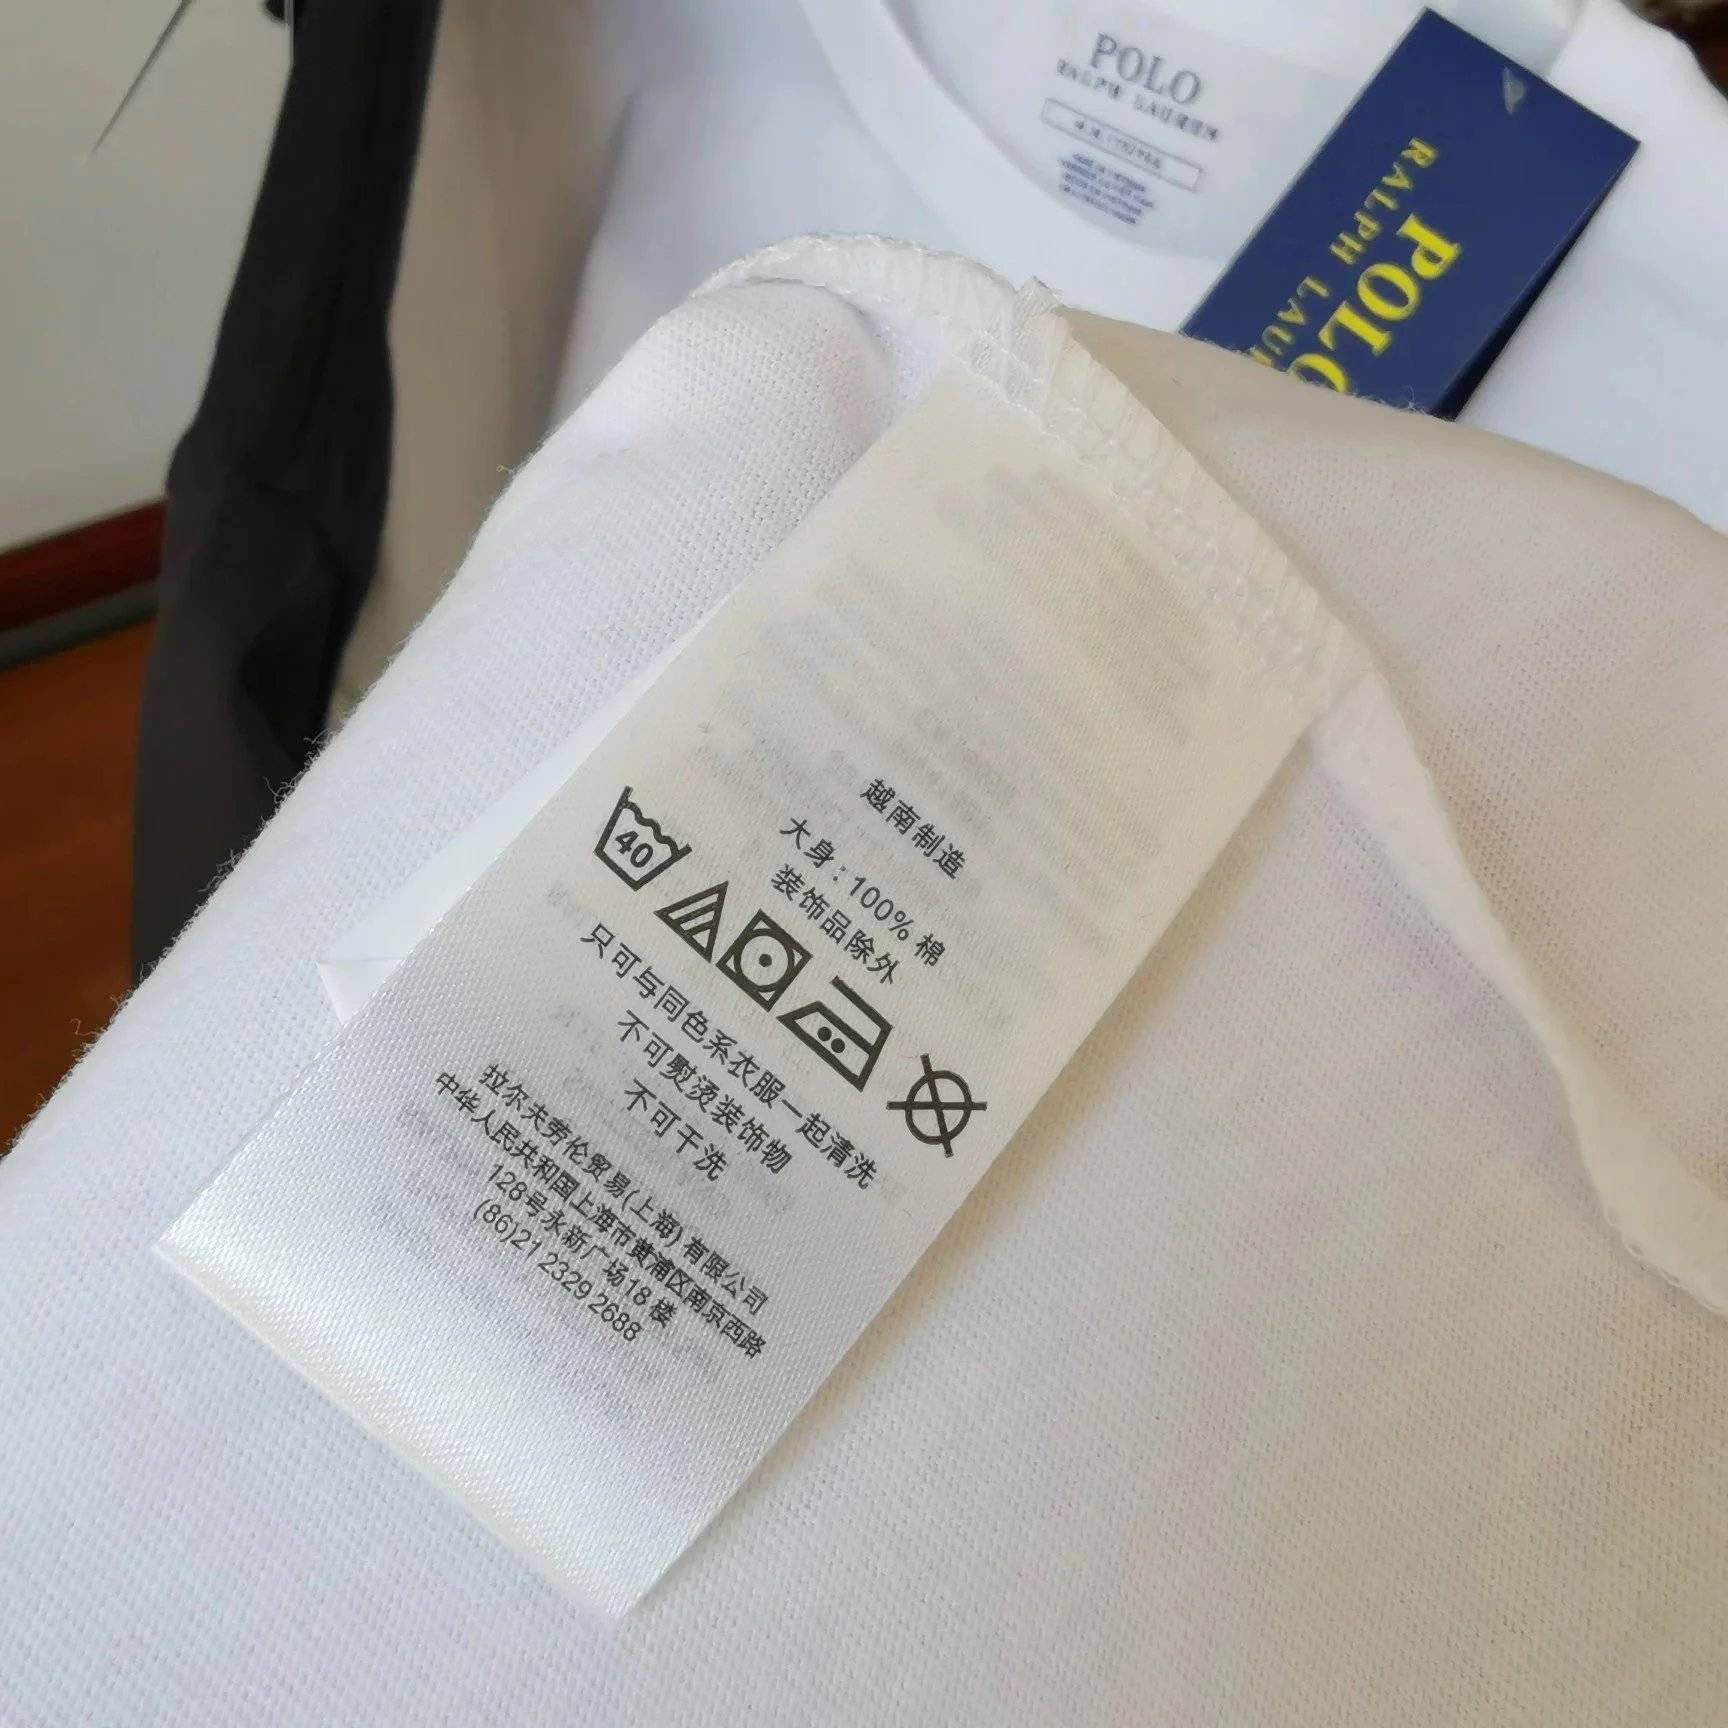 POLO
RALPH LAUREN
POLO
RALPH LAU
越南制造
大身:100% 棉
装饰品除外
40
只可与同色系衣服一起清洗
不可熨烫装饰物
不可干洗
拉尔夫劳伦贸易(上海)有限公司
中华人民共和国上海市黄浦区南京西路
128号永新广场18 楼
(86)21 2329 2688